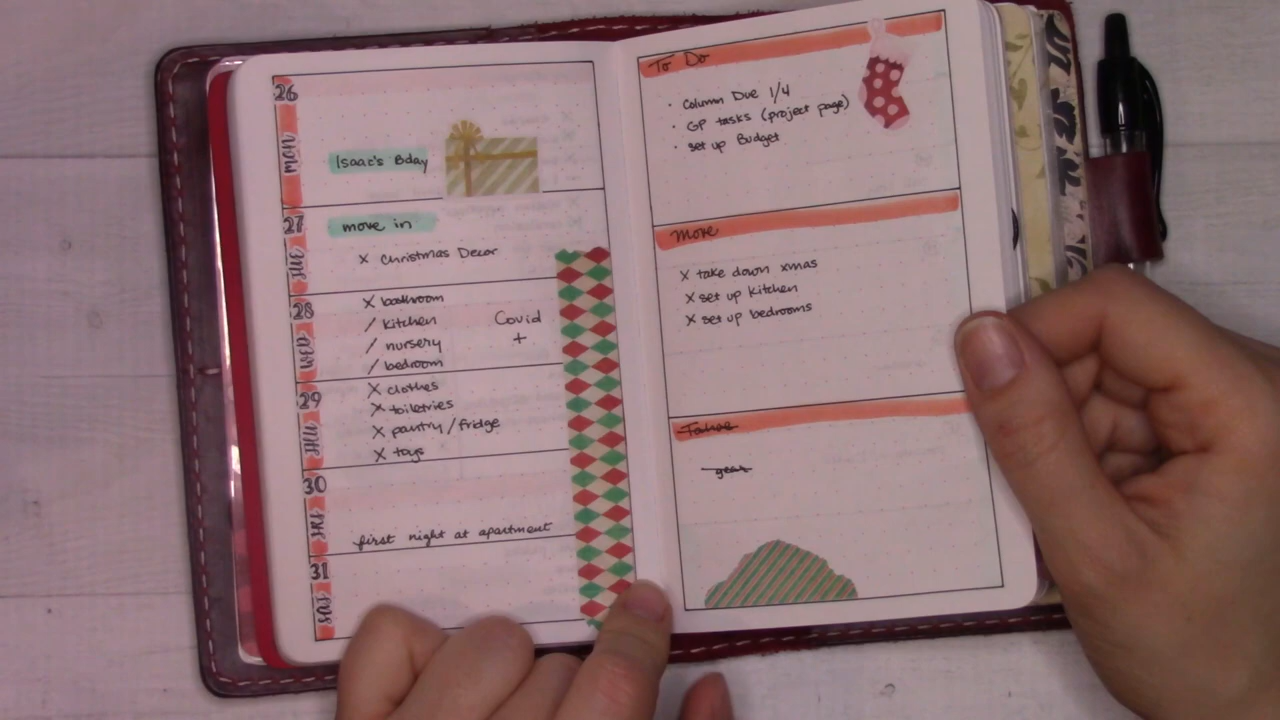 26
MON
Isaac's Bday
27
TUE
move in
X Christmas Decor
28
WED
X bathroom
/ kitchen
/ nursery
/ bedroom
Covid
+
29
THU
X clothes
X toiletries
X pantry / fridge
X toys
30
FRI
first night at apartment
31
SAT
To Do
· Column Due 1/4
· GP tasks (project page)
· set up Budget
Move
X take down xmas
X set up kitchen
X set up bedrooms
Tahoe
gear